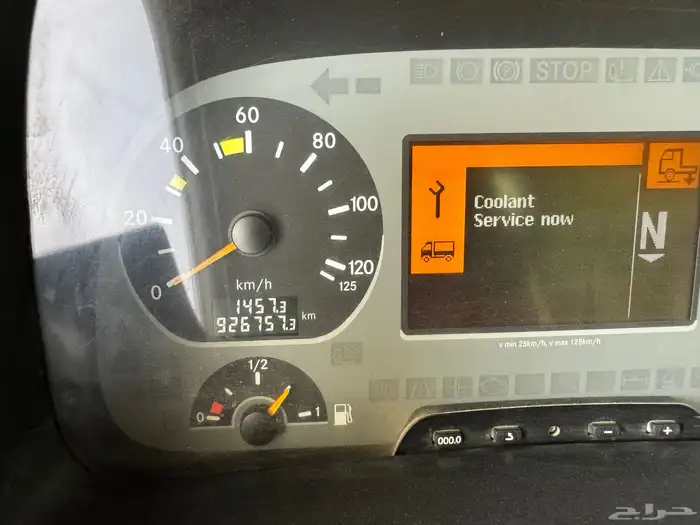 STOP
60
40
80
20
100
0
120
125
km/h
1457.3
926757.3 km
Coolant
Service now
N
v min 25km/h, v max 125km/h
1/2
0
1
000.0
- +
حراج